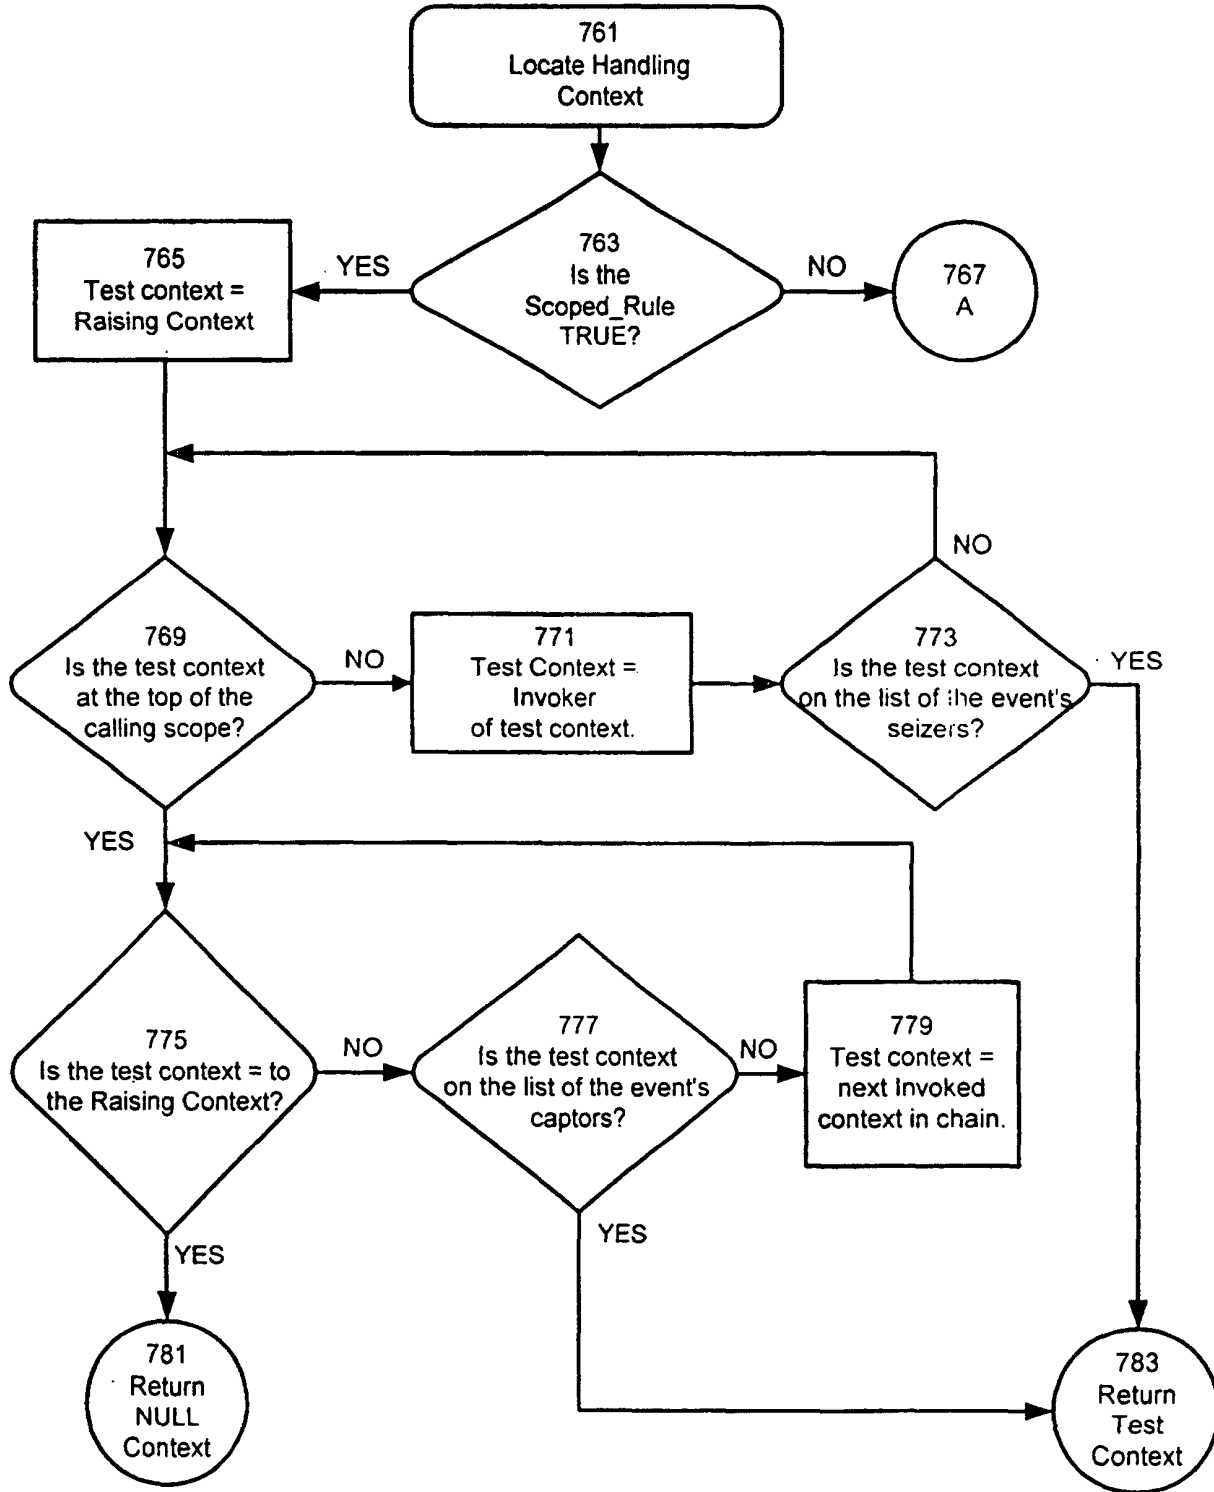 761
Locate Handling
Context
763
Is the
Scoped_Rule
TRUE?
YES
NO
765
Test context =
Raising Context
767
A
769
Is the test context
at the top of the
calling scope?
NO
771
Test Context =
Invoker
of test context.
773
Is the test context
on the list of the event's
seizers?
NO
YES
YES
775
Is the test context = to
the Raising Context?
NO
777
Is the test context
on the list of the event's
captors?
NO
779
Test context =
next Invoked
context in chain.
YES
YES
781
Return
NULL
Context
783
Return
Test
Context